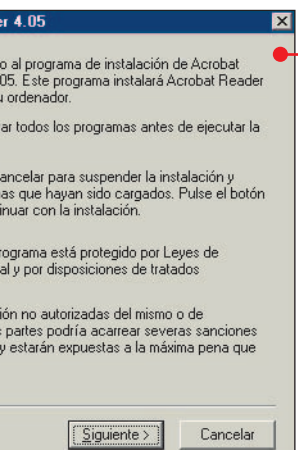 er 4.05
o al programa de instalación de Acrobat
05. Este programa instalará Acrobat Reader
u ordenador.
ar todos los programas antes de ejecutar la
ancelar para suspender la instalación y
as que hayan sido cargados. Pulse el botón
inuar con la instalación.
rograma está protegido por Leyes de
al y por disposiciones de tratados
ión no autorizadas del mismo o de
partes podría acarrear severas sanciones
y estarán expuestas a la máxima pena que
Siguiente >
Cancelar